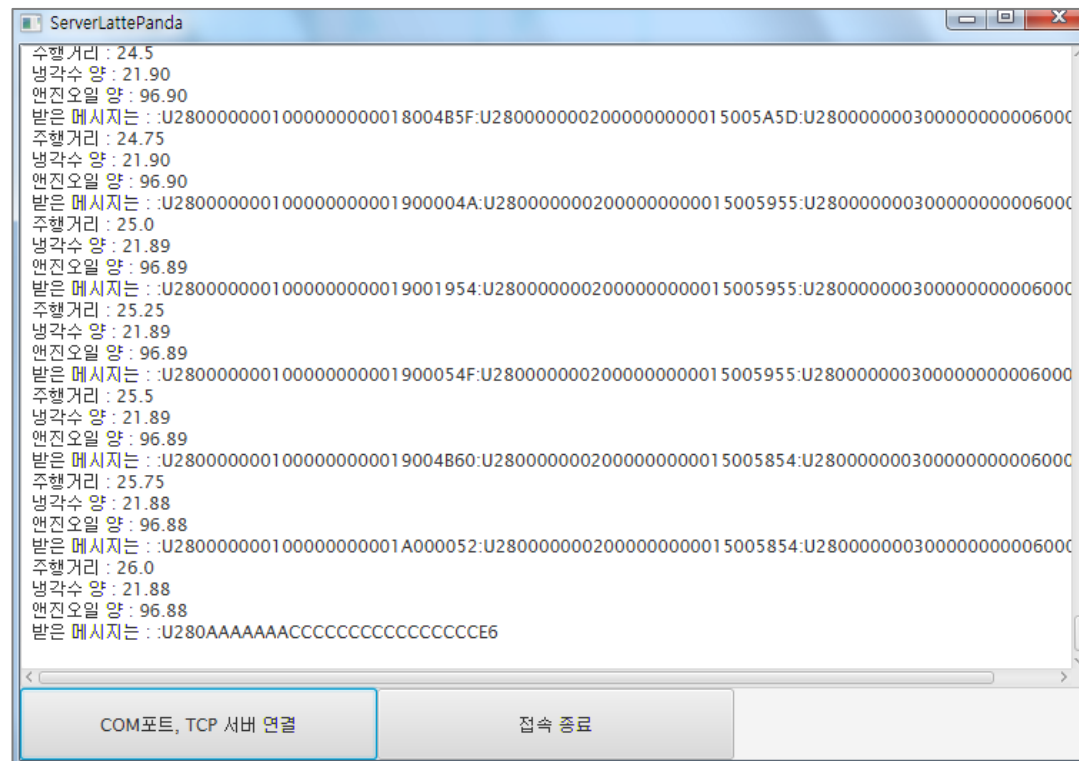 ServerLattePanda
주행거리 : 24.5
냉각수 양 : 21.90
앤진오일 양 : 96.90
받은 메시지는 : :U28000000010000000000018004B5F:U28000000020000000000015005A5D:U2800000003000000000006000
주행거리 : 24.75
냉각수 양 : 21.90
앤진오일 양 : 96.90
받은 메시지는 : :U2800000001000000000001900004A:U28000000020000000000015005955:U2800000003000000000006000
주행거리 : 25.0
냉각수 양 : 21.89
앤진오일 양 : 96.89
받은 메시지는 : :U28000000010000000000019001954:U28000000020000000000015005955:U2800000003000000000006000
주행거리 : 25.25
냉각수 양 : 21.89
앤진오일 양 : 96.89
받은 메시지는 : :U2800000001000000000001900054F:U28000000020000000000015005955:U2800000003000000000006000
주행거리 : 25.5
냉각수 양 : 21.89
앤진오일 양 : 96.89
받은 메시지는 : :U28000000010000000000019004B60:U28000000020000000000015005854:U2800000003000000000006000
주행거리 : 25.75
냉각수 양 : 21.88
앤진오일 양 : 96.88
받은 메시지는 : :U2800000001000000000001A000052:U28000000020000000000015005854:U2800000003000000000006000
주행거리 : 26.0
냉각수 양 : 21.88
앤진오일 양 : 96.88
받은 메시지는 : :U280AAAAAAACCCCCCCCCCCCCCCCE6
COM포트, TCP 서버 연결
접속 종료